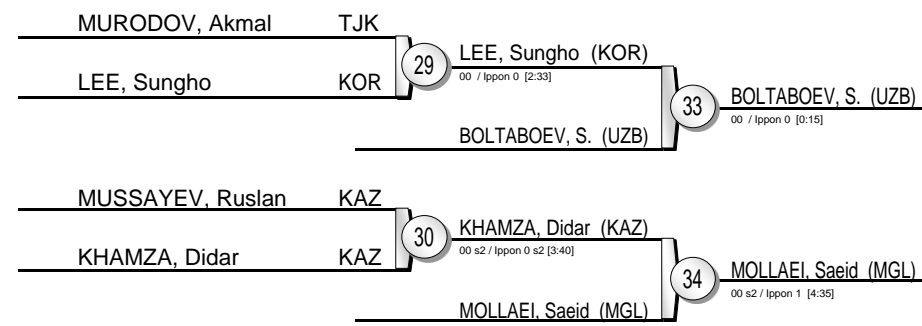 MURODOV, Akmal TJK
LEE, Sungho KOR
29
LEE, Sungho (KOR)
00 / Ippon 0 [2:33]
BOLTABOEV, S. (UZB)
33
BOLTABOEV, S. (UZB)
00 / Ippon 0 [0:15]
MUSSAYEV, Ruslan KAZ
KHAMZA, Didar KAZ
30
KHAMZA, Didar (KAZ)
00 s2 / Ippon 0 s2 [3:40]
MOLLAEI, Saeid (MGL)
34
MOLLAEI, Saeid (MGL)
00 s2 / Ippon 1 [4:35]